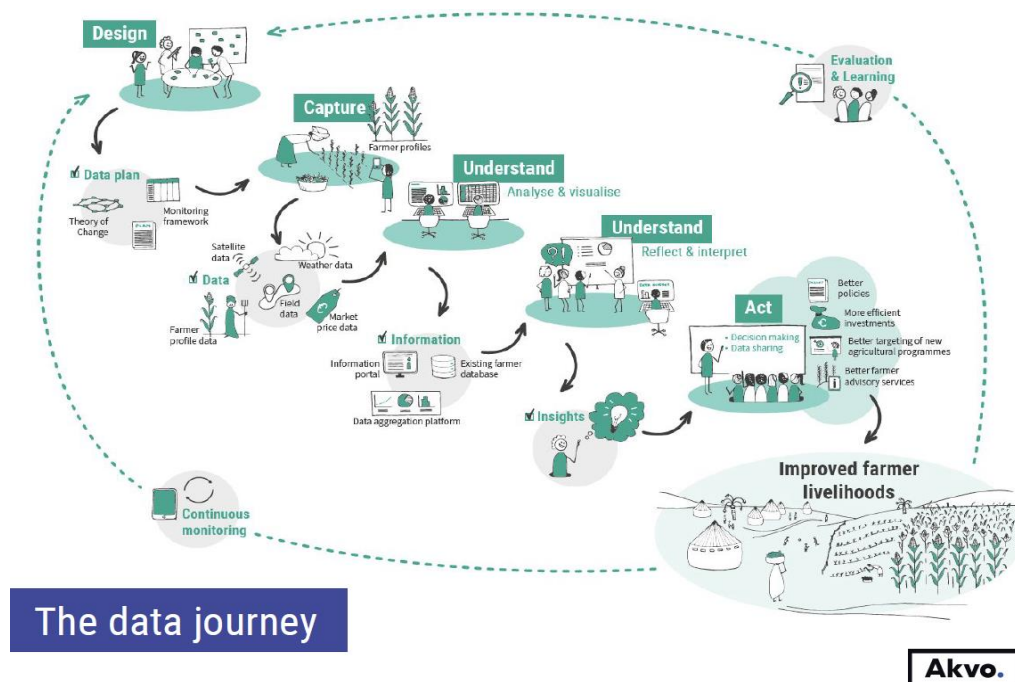 Design
Evaluation
& Learning
Capture
Farmer profiles
Understand
Analyse & visualise
Data plan
Theory of
Change
Monitoring
framework
Understand
Reflect & interpret
Satellite
data
Weather data
Data
Field
data
Market
price data
Farmer
profile data
Act
• Decision making
• Data sharing
Better
policies
More efficient
investments
Better targeting of new
agricultural programmes
Better farmer
advisory services
Information
Information
portal
Existing farmer
database
Data aggregation platform
Insights
Improved farmer
livelihoods
Continuous
monitoring
The data journey
Akvo.